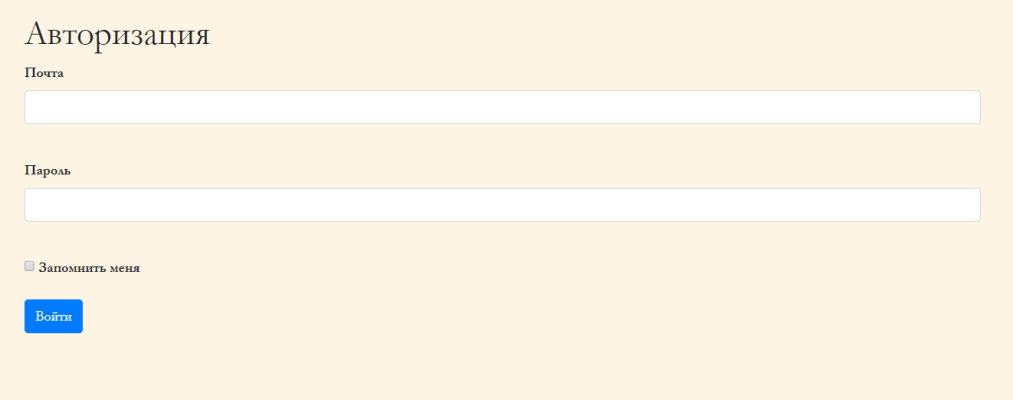 Авторизация
Почта
Пароль
Запомнить меня
Войти